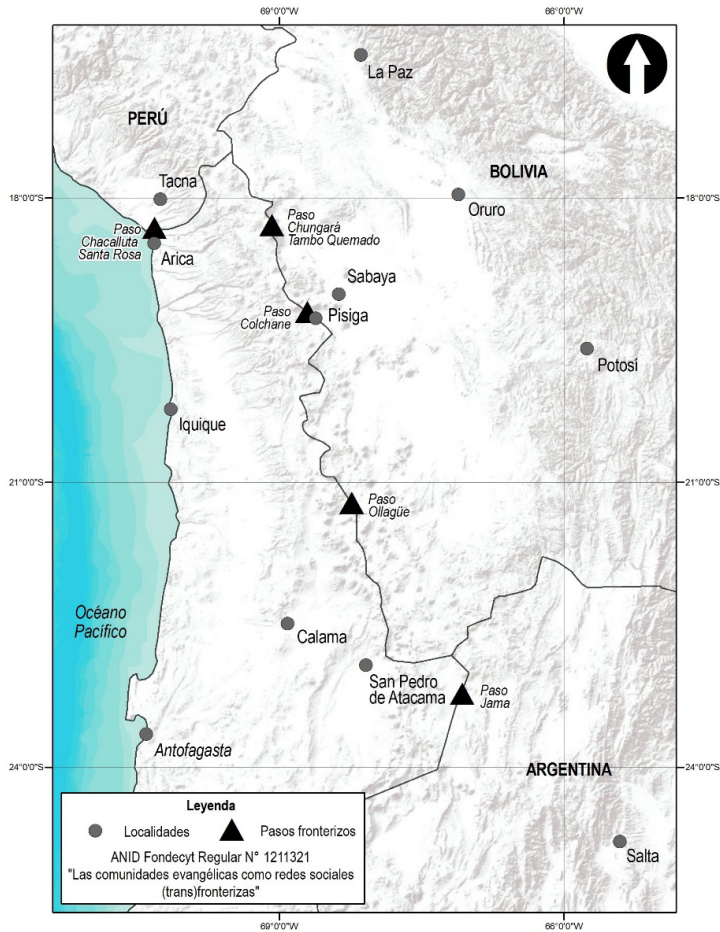 69°0'0"W
66°0'0"W
La Paz
PERÚ
BOLIVIA
Tacna
18°0'0"S
18°0'0"S
Oruro
Paso
Chungará
Tambo Quemado
Paso
Chacalluta
Santa Rosa
Arica
Sabaya
Paso
Colchane
Pisiga
Potosí
Iquique
21°0'0"S
21°0'0"S
Paso
Ollagüe
Océano
Pacífico
Calama
San Pedro
de Atacama
Paso
Jama
Antofagasta
24°0'0"S
24°0'0"S
ARGENTINA
Leyenda
Localidades
Pasos fronterizos
ANID Fondecyt Regular N° 1211321
"Las comunidades evangélicas como redes sociales
(trans)fronterizas"
Salta
69°0'0"W
66°0'0"W